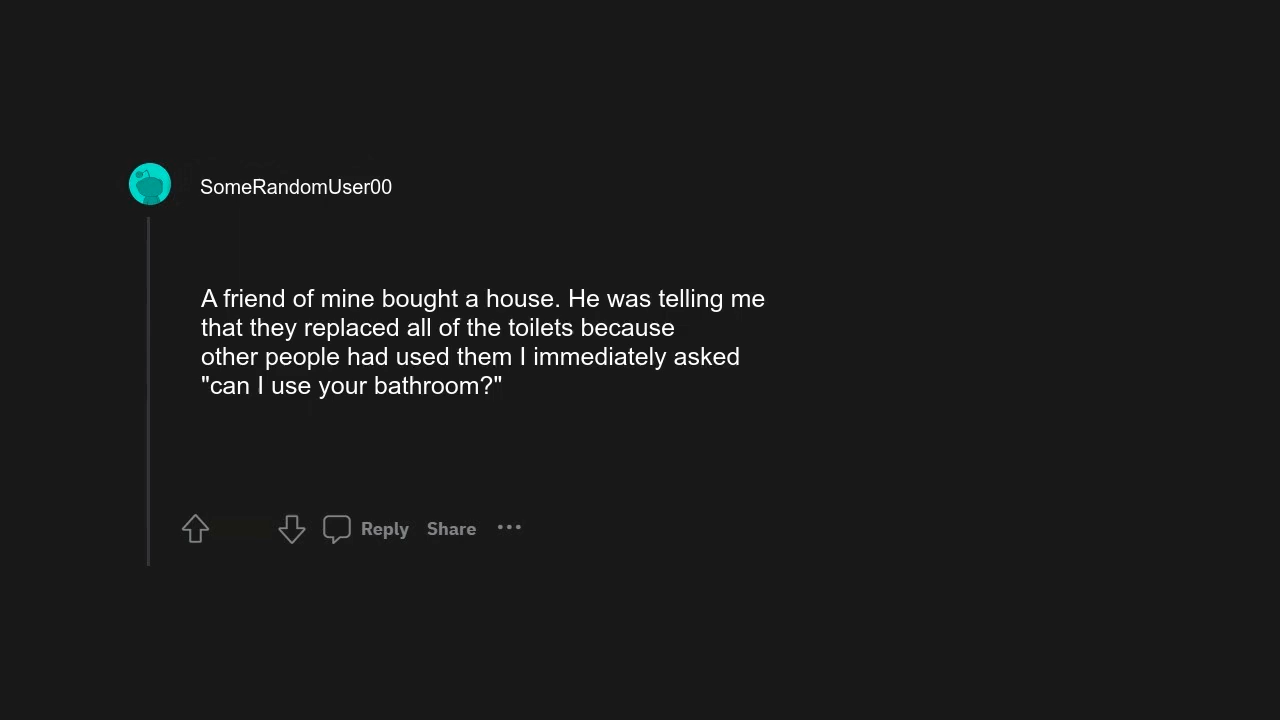 SomeRandomUser00
A friend of mine bought a house. He was telling me
that they replaced all of the toilets because
other people had used them I immediately asked
"can I use your bathroom?"
Reply Share